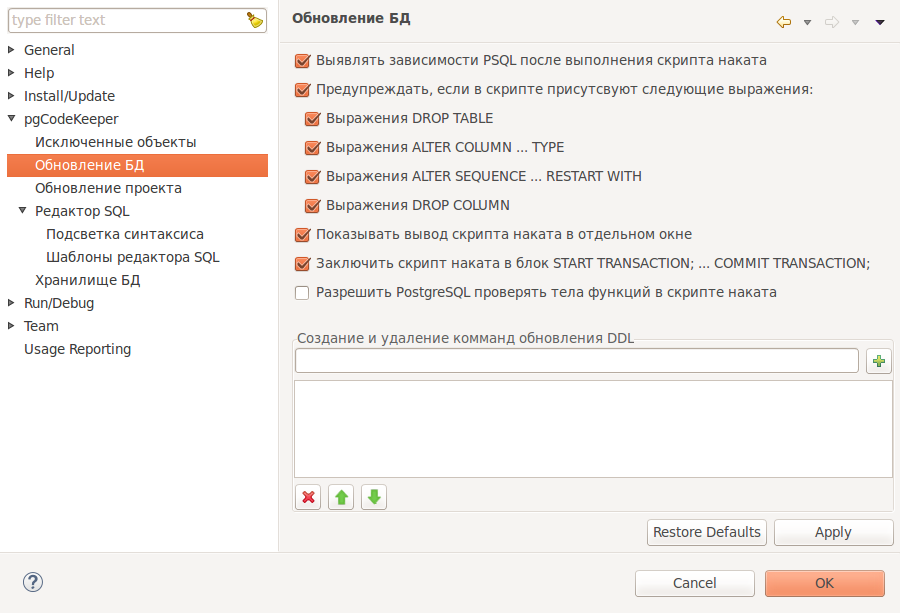 type filter text
General
Help
Install/Update
pgCodeKeeper
Исключенные объекты
Обновление БД
Обновление проекта
Редактор SQL
Подсветка синтаксиса
Шаблоны редактора SQL
Хранилище БД
Run/Debug
Team
Usage Reporting
Обновление БД
Выявлять зависимости PSQL после выполнения скрипта наката
Предупреждать, если в скрипте присутсвуют следующие выражения:
Выражения DROP TABLE
Выражения ALTER COLUMN ... TYPE
Выражения ALTER SEQUENCE ... RESTART WITH
Выражения DROP COLUMN
Показывать вывод скрипта наката в отдельном окне
Заключить скрипт наката в блок START TRANSACTION; ... COMMIT TRANSACTION;
Разрешить PostgreSQL проверять тела функций в скрипте наката
Создание и удаление комманд обновления DDL
Restore Defaults
Apply
?
Cancel
OK